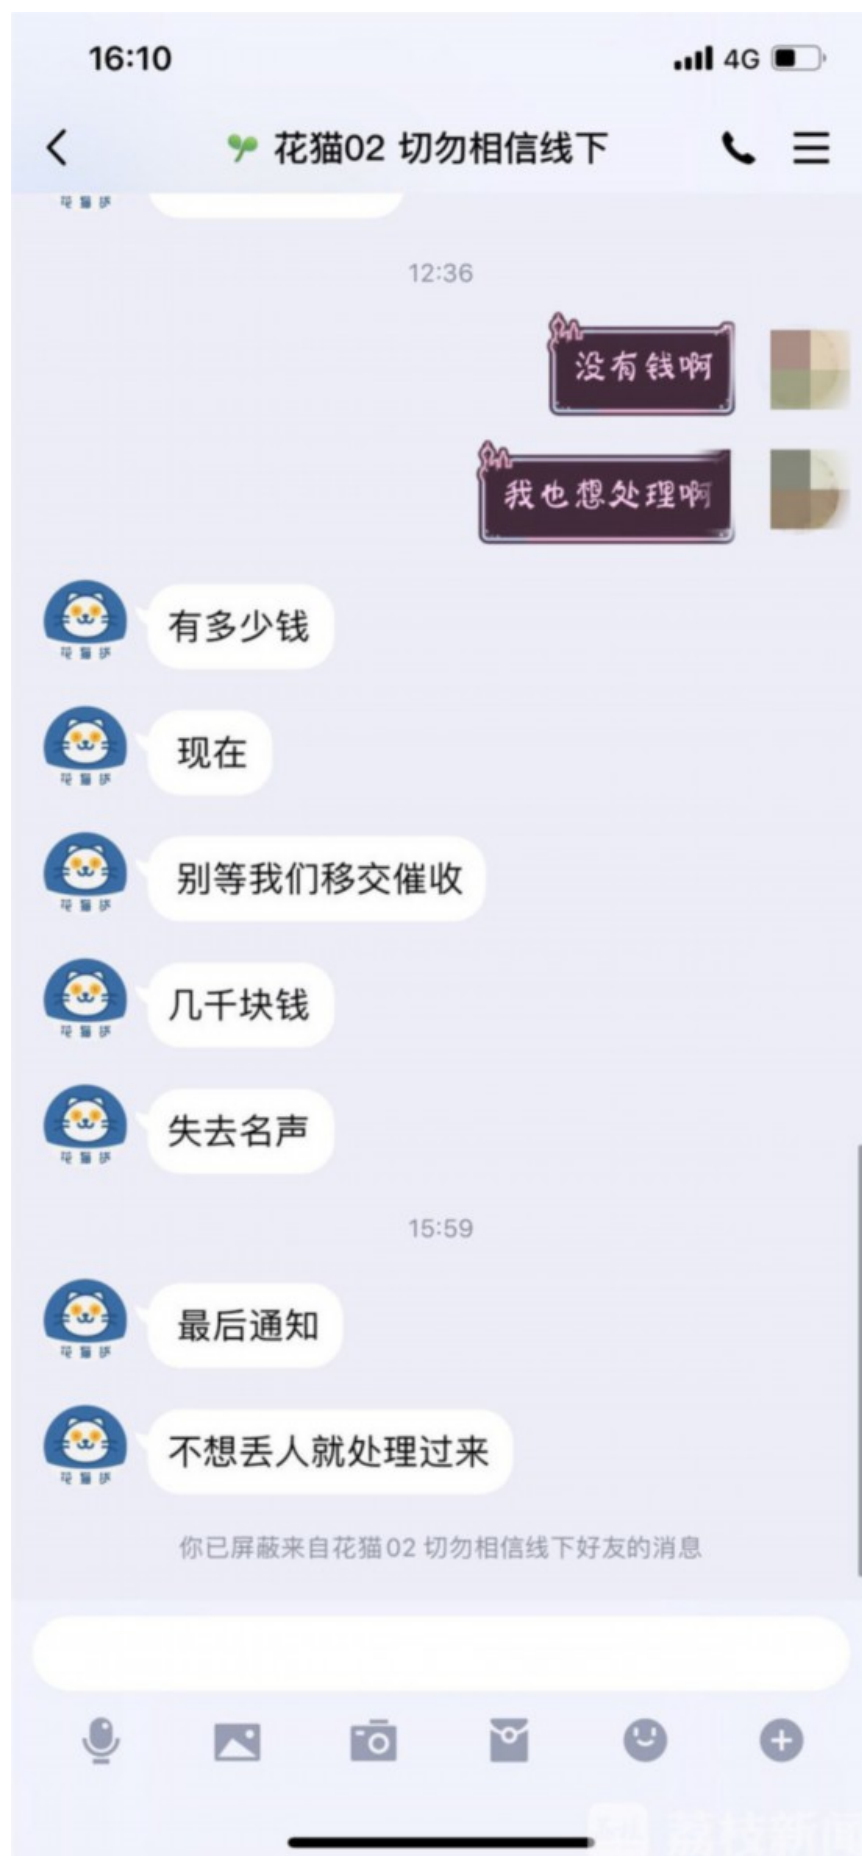 16:10
4G
花猫02 切勿相信线下
12:36
没有钱啊
我也想处理啊
有多少钱
现在
别等我们移交催收
几千块钱
失去名声
15:59
最后通知
不想丢人就处理过来
你已屏蔽来自花猫02 切勿相信线下好友的消息
荔枝新闻